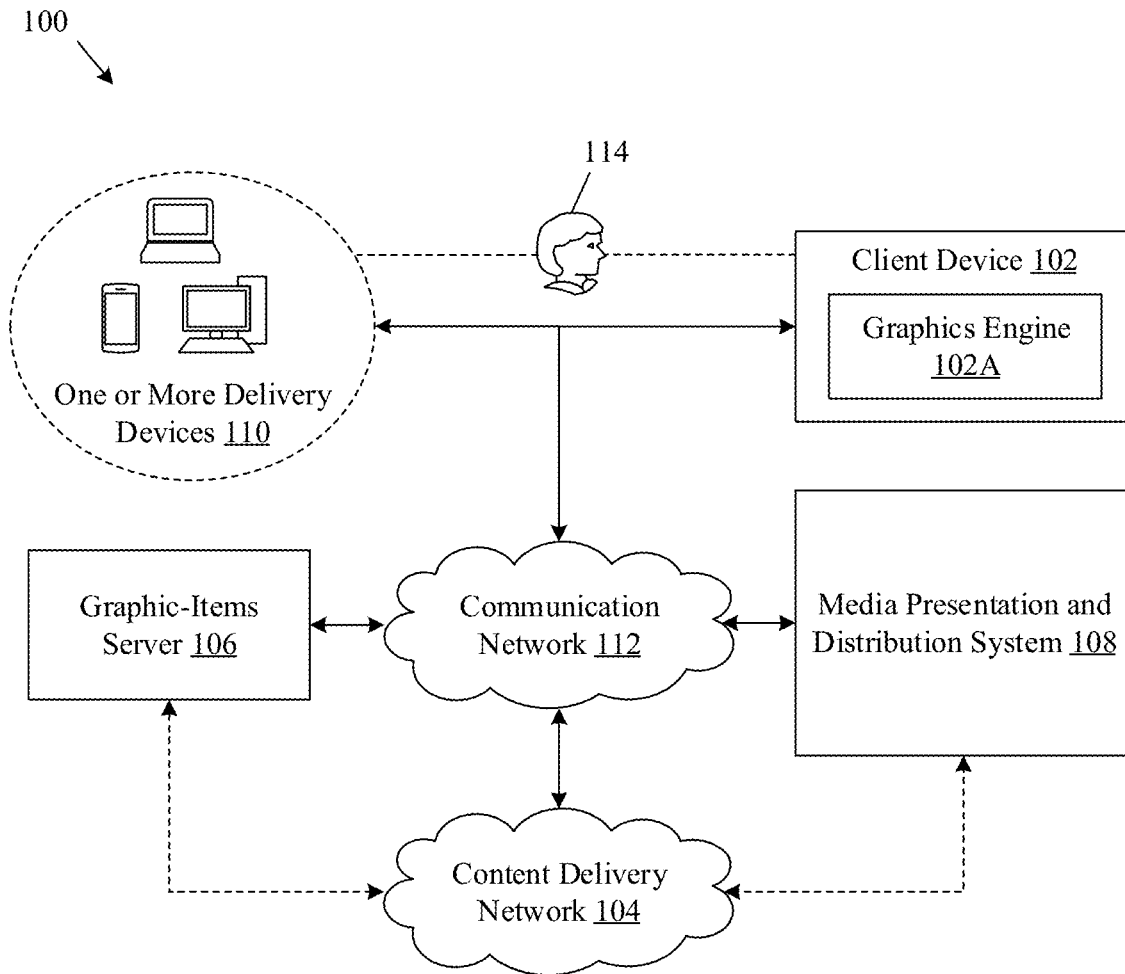 100
114
Client Device 102
Graphics Engine
102A
One or More Delivery
Devices 110
Graphic-Items
Server 106
Communication
Network 112
Media Presentation and
Distribution System 108
Content Delivery
Network 104